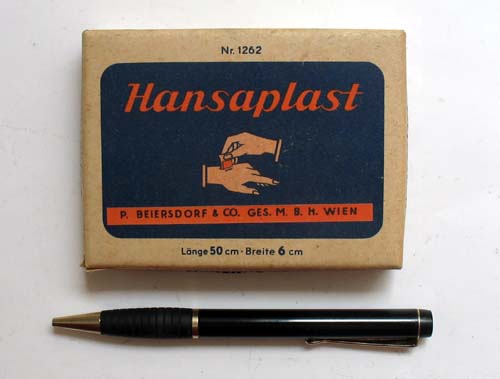 Nr. 1262
Hansaplast
P. BEIERSDORF & CO. GES. M. B. H. WIEN
Länge 50 cm · Breite 6 cm